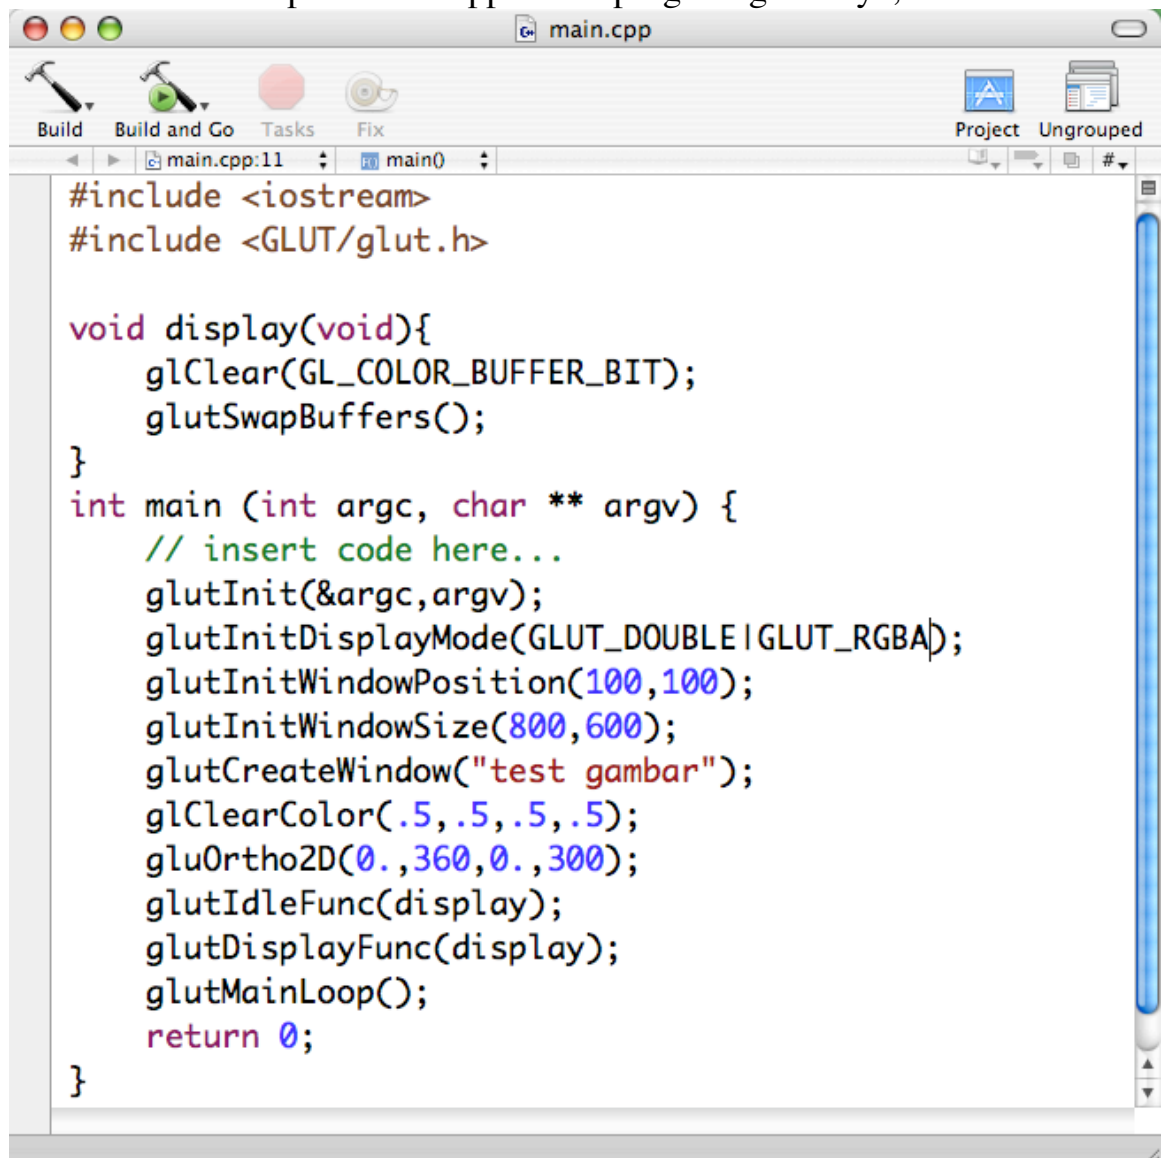 main.cpp
Build Build and Go Tasks Fix Project Ungrouped
main.cpp:11 main() #
#include <iostream>
#include <GLUT/glut.h>
void display(void){
glClear(GL_COLOR_BUFFER_BIT);
glutSwapBuffers();
}
int main (int argc, char ** argv) {
// insert code here...
glutInit(&argc,argv);
glutInitDisplayMode(GLUT_DOUBLE|GLUT_RGBA);
glutInitWindowPosition(100,100);
glutInitWindowSize(800,600);
glutCreateWindow("test gambar");
glClearColor(.5,.5,.5,.5);
gluOrtho2D(0.,360,0.,300);
glutIdleFunc(display);
glutDisplayFunc(display);
glutMainLoop();
return 0;
}